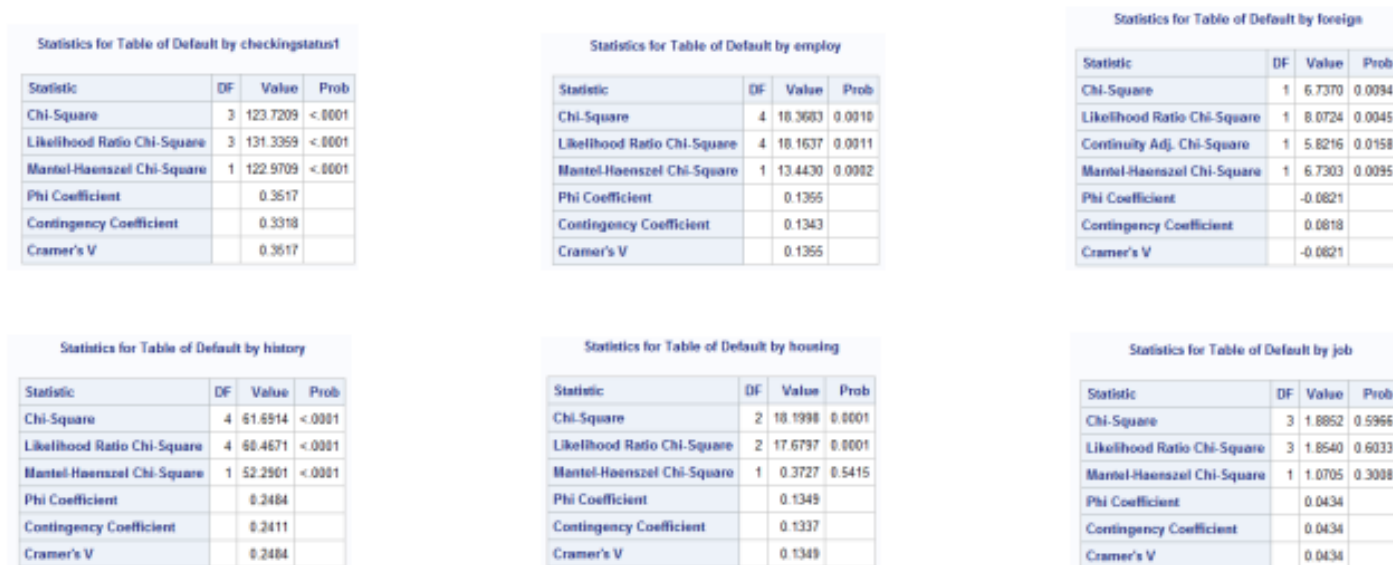 Statistics for Table of Default by checkingstatus1
Statistic DF Value Prob
Chi-Square 3 123.7209 <.0001
Likelihood Ratio Chi-Square 3 131.3359 <.0001
Mantel-Haenszel Chi-Square 1 122.9709 <.0001
Phi Coefficient 0.3517
Contingency Coefficient 0.3318
Cramer's V 0.3517
Statistics for Table of Default by employ
Statistic DF Value Prob
Chi-Square 4 18.3683 0.0010
Likelihood Ratio Chi-Square 4 18.1637 0.0011
Mantel-Haenszel Chi-Square 1 13.4430 0.0002
Phi Coefficient 0.1355
Contingency Coefficient 0.1343
Cramer's V 0.1355
Statistics for Table of Default by foreign
Statistic DF Value Prob
Chi-Square 1 6.7370 0.0094
Likelihood Ratio Chi-Square 1 8.0724 0.0045
Continuity Adj. Chi-Square 1 5.8216 0.0158
Mantel-Haenszel Chi-Square 1 6.7303 0.0095
Phi Coefficient -0.0821
Contingency Coefficient 0.0818
Cramer's V -0.0821
Statistics for Table of Default by history
Statistic DF Value Prob
Chi-Square 4 61.6914 <.0001
Likelihood Ratio Chi-Square 4 60.4671 <.0001
Mantel-Haenszel Chi-Square 1 52.2901 <.0001
Phi Coefficient 0.2484
Contingency Coefficient 0.2411
Cramer's V 0.2484
Statistics for Table of Default by housing
Statistic DF Value Prob
Chi-Square 2 18.1998 0.0001
Likelihood Ratio Chi-Square 2 17.6797 0.0001
Mantel-Haenszel Chi-Square 1 0.3727 0.5415
Phi Coefficient 0.1349
Contingency Coefficient 0.1337
Cramer's V 0.1349
Statistics for Table of Default by job
Statistic DF Value Prob
Chi-Square 3 1.8852 0.5966
Likelihood Ratio Chi-Square 3 1.8540 0.6033
Mantel-Haenszel Chi-Square 1 1.0705 0.3008
Phi Coefficient 0.0434
Contingency Coefficient 0.0434
Cramer's V 0.0434